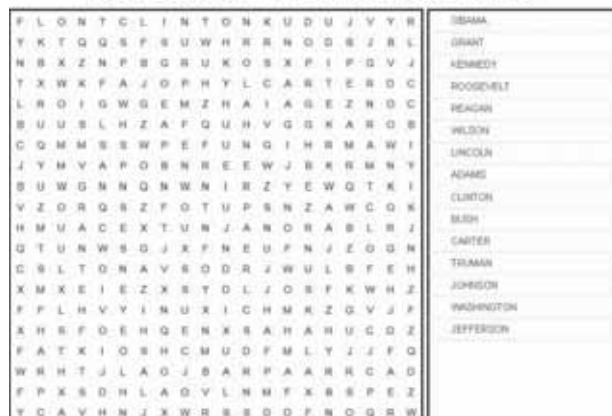 F L O N T C L I N T O N K U D U J V Y R
Y K T Q Q S F S U W H R R N O D S J B L
N B X Z N P B G R U K O S X P I P G V J
T X W K F A J O P H Y L C A R T E R D C
L R O I G W G E M Z H A I A G E Z N O C
B U U S L H Z A F Q U H V G G K A R O B
C Q M M S S W P E F U N G I H R M A W I
J Y M V A P O B N R E E W J B K R M N Y
B U W G N N Q N W N I R Z Y E W Q T K I
V Z O R Q S Z F O T U P S N Z A W C Q K
H M U A C E X T U N J A N O R A B L R J
Q T U N W S G J X F N E U F N J Z O G N
C S L T D N A V S O D R J W U L B F E H
X M X E I E Z X S Y D L J O S F K W H Z
F F L H V Y I N U X I C H M K Z G V J F
X H S F O E H Q E N X S A H A H U C D Z
F A T K I O S H C M U D F M L Y J J F Q
W R H T J L A O J B A R P A A R R C A D
F P X S D H L A O V L N M F X B S P E Z
Y C A V H N J X W R S S D D F N O G R W
OBAMA
GRANT
KENNEDY
ROOSEVELT
REAGAN
WILSON
LINCOLN
ADAMS
CLINTON
BUSH
CARTER
TRUMAN
JOHNSON
WASHINGTON
JEFFERSON